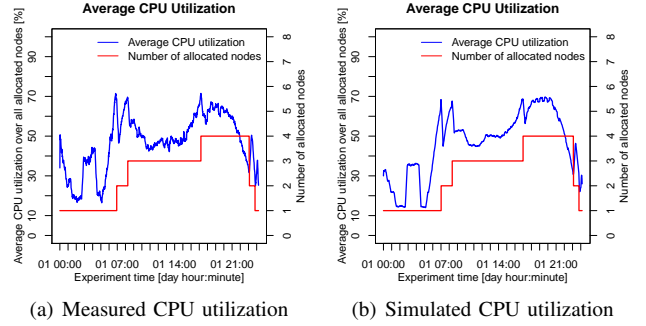 Average CPU Utilization
Average CPU utilization over all allocated nodes [%]
10 30 50 70 90
Average CPU utilization
Number of allocated nodes
0 1 2 3 4 5 6 7 8
Number of allocated nodes
01 00:00 01 07:00 01 14:00 01 21:00
Experiment time [day hour:minute]
(a) Measured CPU utilization
Average CPU Utilization
Average CPU utilization over all allocated nodes [%]
10 30 50 70 90
Average CPU utilization
Number of allocated nodes
0 1 2 3 4 5 6 7 8
Number of allocated nodes
01 00:00 01 07:00 01 14:00 01 21:00
Experiment time [day hour:minute]
(b) Simulated CPU utilization